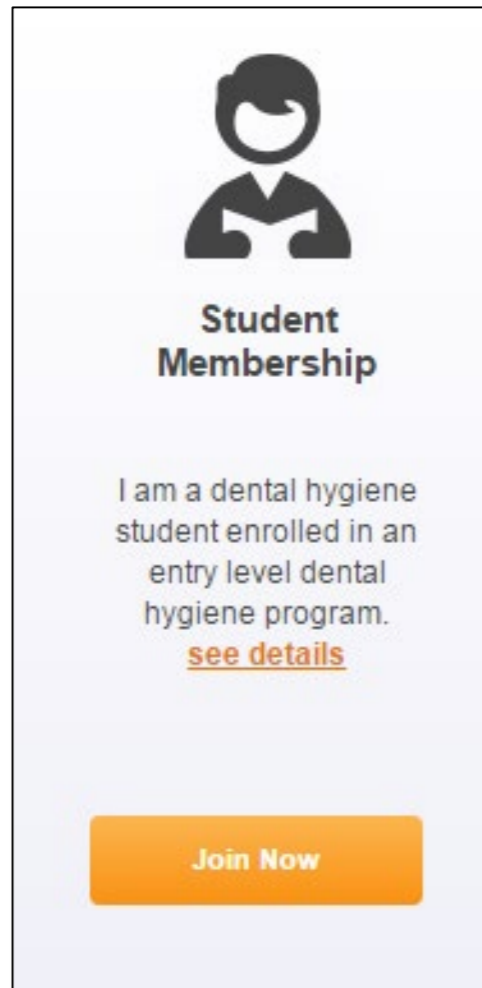 Student
Membership
I am a dental hygiene
student enrolled in an
entry level dental
hygiene program.
see details
Join Now